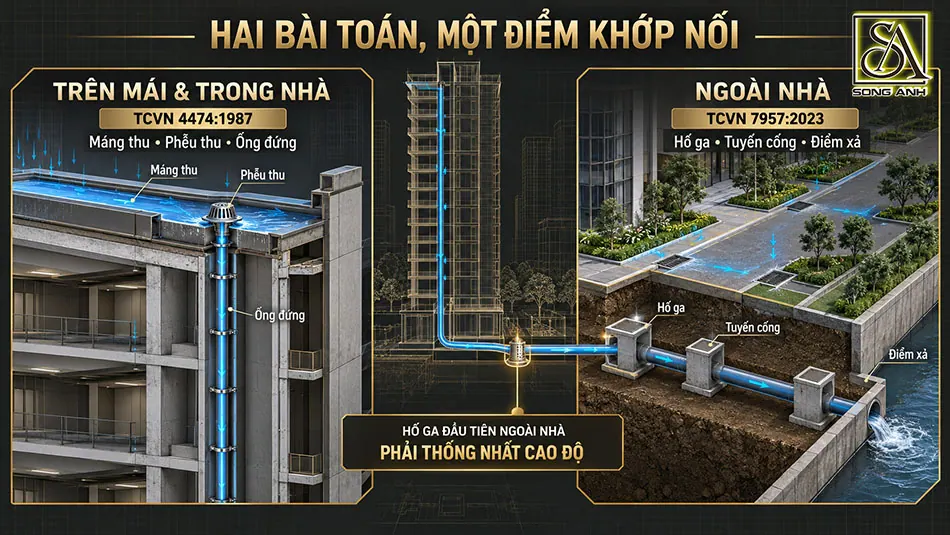 HAI BÀI TOÁN, MỘT ĐIỂM KHỚP NỐI
SA
SONG ANH
TRÊN MÁI & TRONG NHÀ
TCVN 4474:1987
Máng thu • Phễu thu • Ống đứng
Máng thu
Phễu thu
Ống đứng
HỐ GA ĐẦU TIÊN NGOÀI NHÀ
PHẢI THỐNG NHẤT CAO ĐỘ
NGOÀI NHÀ
TCVN 7957:2023
Hố ga • Tuyến cống • Điểm xả
Hố ga
Tuyến cống
Điểm xả